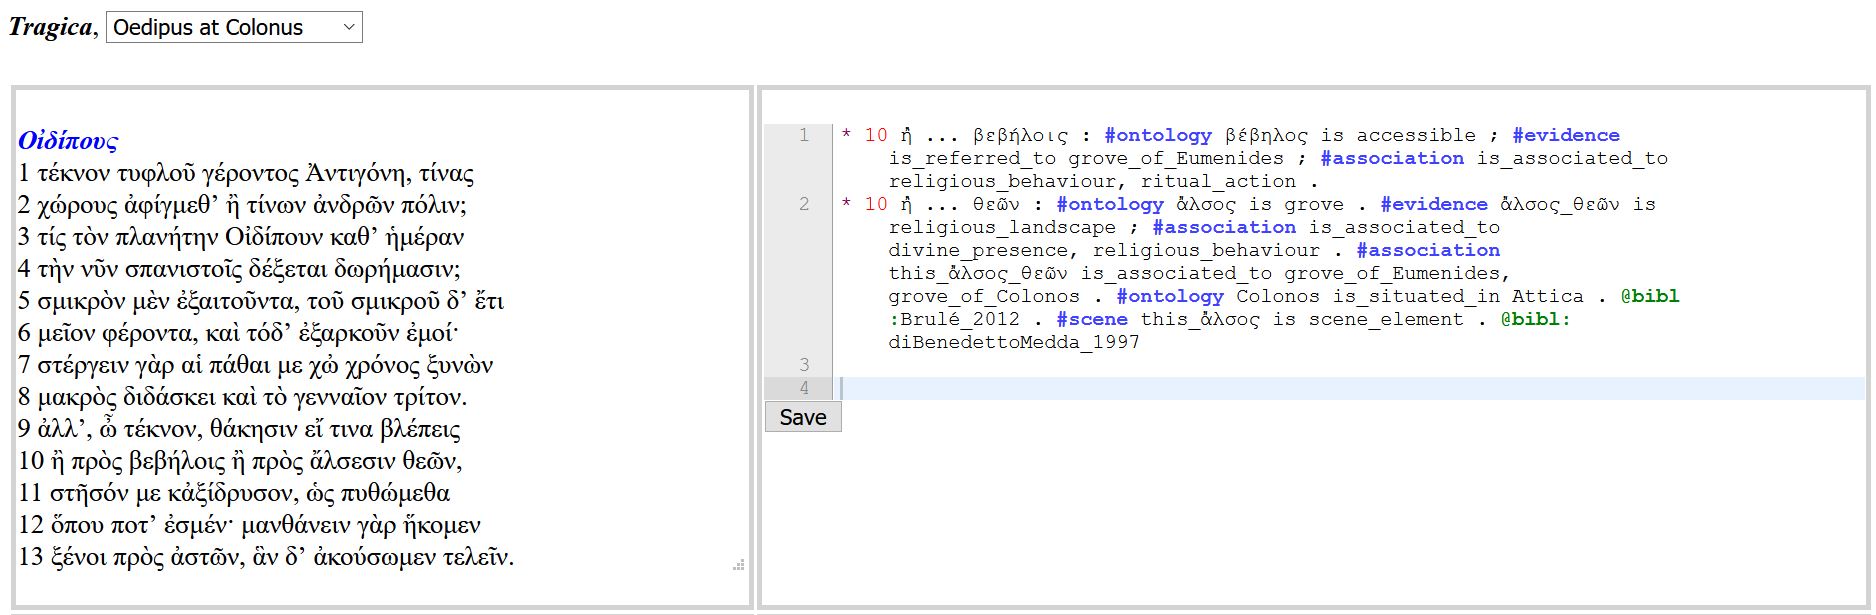 Tragica, Oedipus at Colonus
Οἰδίπους
1 τέκνον τυφλοῦ γέροντος Ἀντιγόνη, τίνας
2 χώρους ἀφίγμεθ’ ἢ τίνων ἀνδρῶν πόλιν;
3 τίς τὸν πλανήτην Οἰδίπουν καθ’ ἡμέραν
4 τὴν νῦν σπανιστοῖς δέξεται δωρήμασιν;
5 σμικρὸν μὲν ἐξαιτοῦντα, τοῦ σμικροῦ δ’ ἔτι
6 μεῖον φέροντα, καὶ τόδ’ ἐξαρκοῦν ἐμοί·
7 στέργειν γὰρ αἱ πάθαι με χὠ χρόνος ξυνὼν
8 μακρὸς διδάσκει καὶ τὸ γενναῖον τρίτον.
9 ἀλλ’, ὦ τέκνον, θάκησιν εἴ τινα βλέπεις
10 ἢ πρὸς βεβήλοις ἢ πρὸς ἄλσεσιν θεῶν,
11 στῆσόν με κἀξίδρυσον, ὡς πυθώμεθα
12 ὅπου ποτ’ ἐσμέν· μανθάνειν γὰρ ἥκομεν
13 ξένοι πρὸς ἀστῶν, ἃν δ’ ἀκούσωμεν τελεῖν.
1 * 10 ἢ ... βεβήλοις : #ontology βέβηλος is accessible ; #evidence
is_referred_to grove_of_Eumenides ; #association is_associated_to
religious_behaviour, ritual_action .
2 * 10 ἢ ... θεῶν : #ontology ἄλσος is grove . #evidence ἄλσος_θεῶν is
religious_landscape ; #association is_associated_to
divine_presence, religious_behaviour . #association
this_ἄλσος_θεῶν is_associated_to grove_of_Eumenides,
grove_of_Colonos . #ontology Colonos is_situated_in Attica . @bibl
:Brulé_2012 . #scene this_ἄλσος is scene_element . @bibl:
diBenedettoMedda_1997
3
4
Save